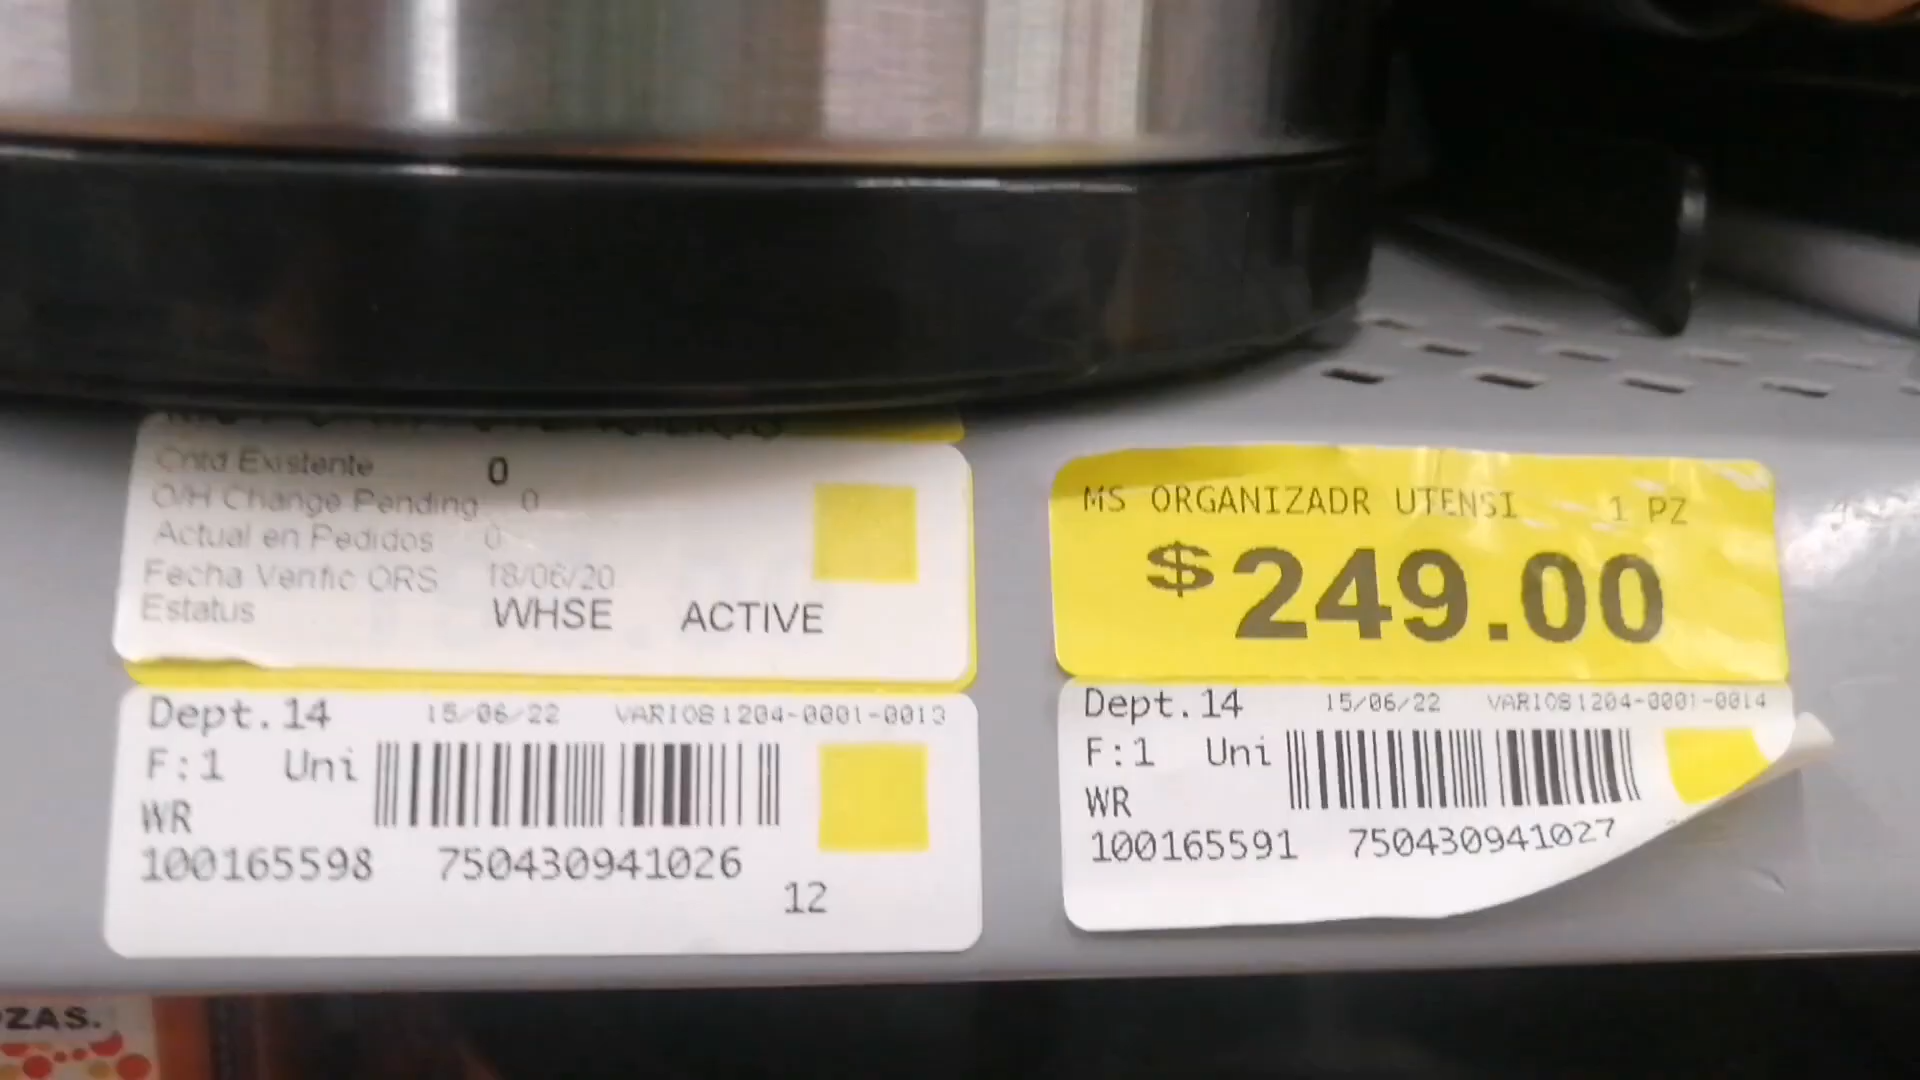 Cntd Existente 0
O/H Change Pending 0
Actual en Pedidos 0
Fecha Verific QRS 18/06/20
Estatus WHSE ACTIVE
Dept.14 15/06/22 VARIOS1204-0001-0013
F:1 Uni
WR
100165598 750430941026
12
MS ORGANIZADR UTENSI 1 PZ
$249.00
Dept.14 15/06/22 VARIOS1204-0001-0014
F:1 Uni
WR
100165591 750430941027
OZAS.